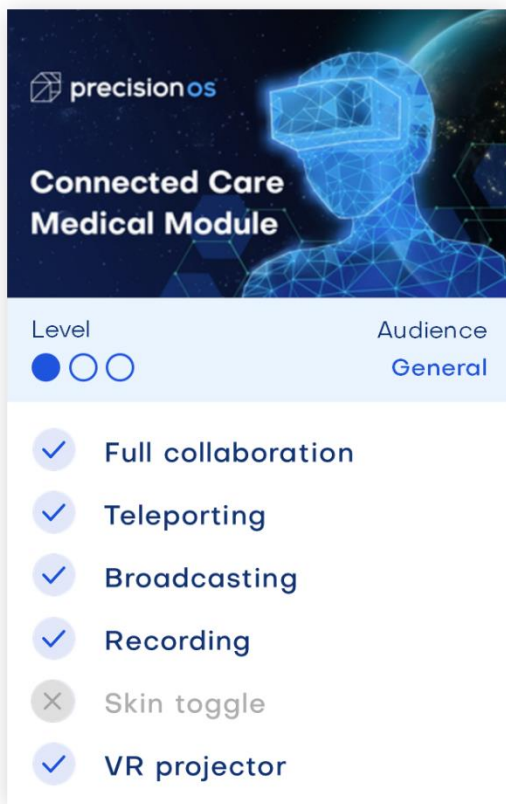 precisionos
Connected Care
Medical Module
Level
Audience
General
Full collaboration
Teleporting
Broadcasting
Recording
Skin toggle
VR projector